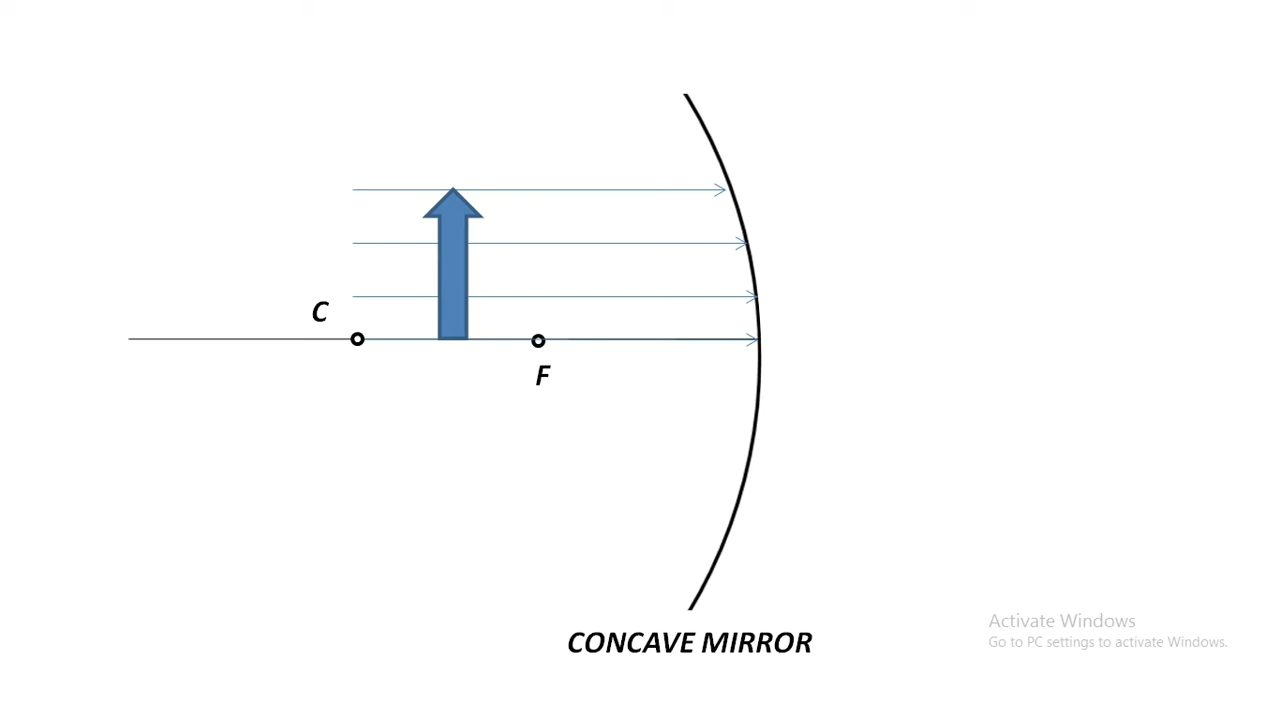 C
F
CONCAVE MIRROR
Activate Windows
Go to PC settings to activate Windows.